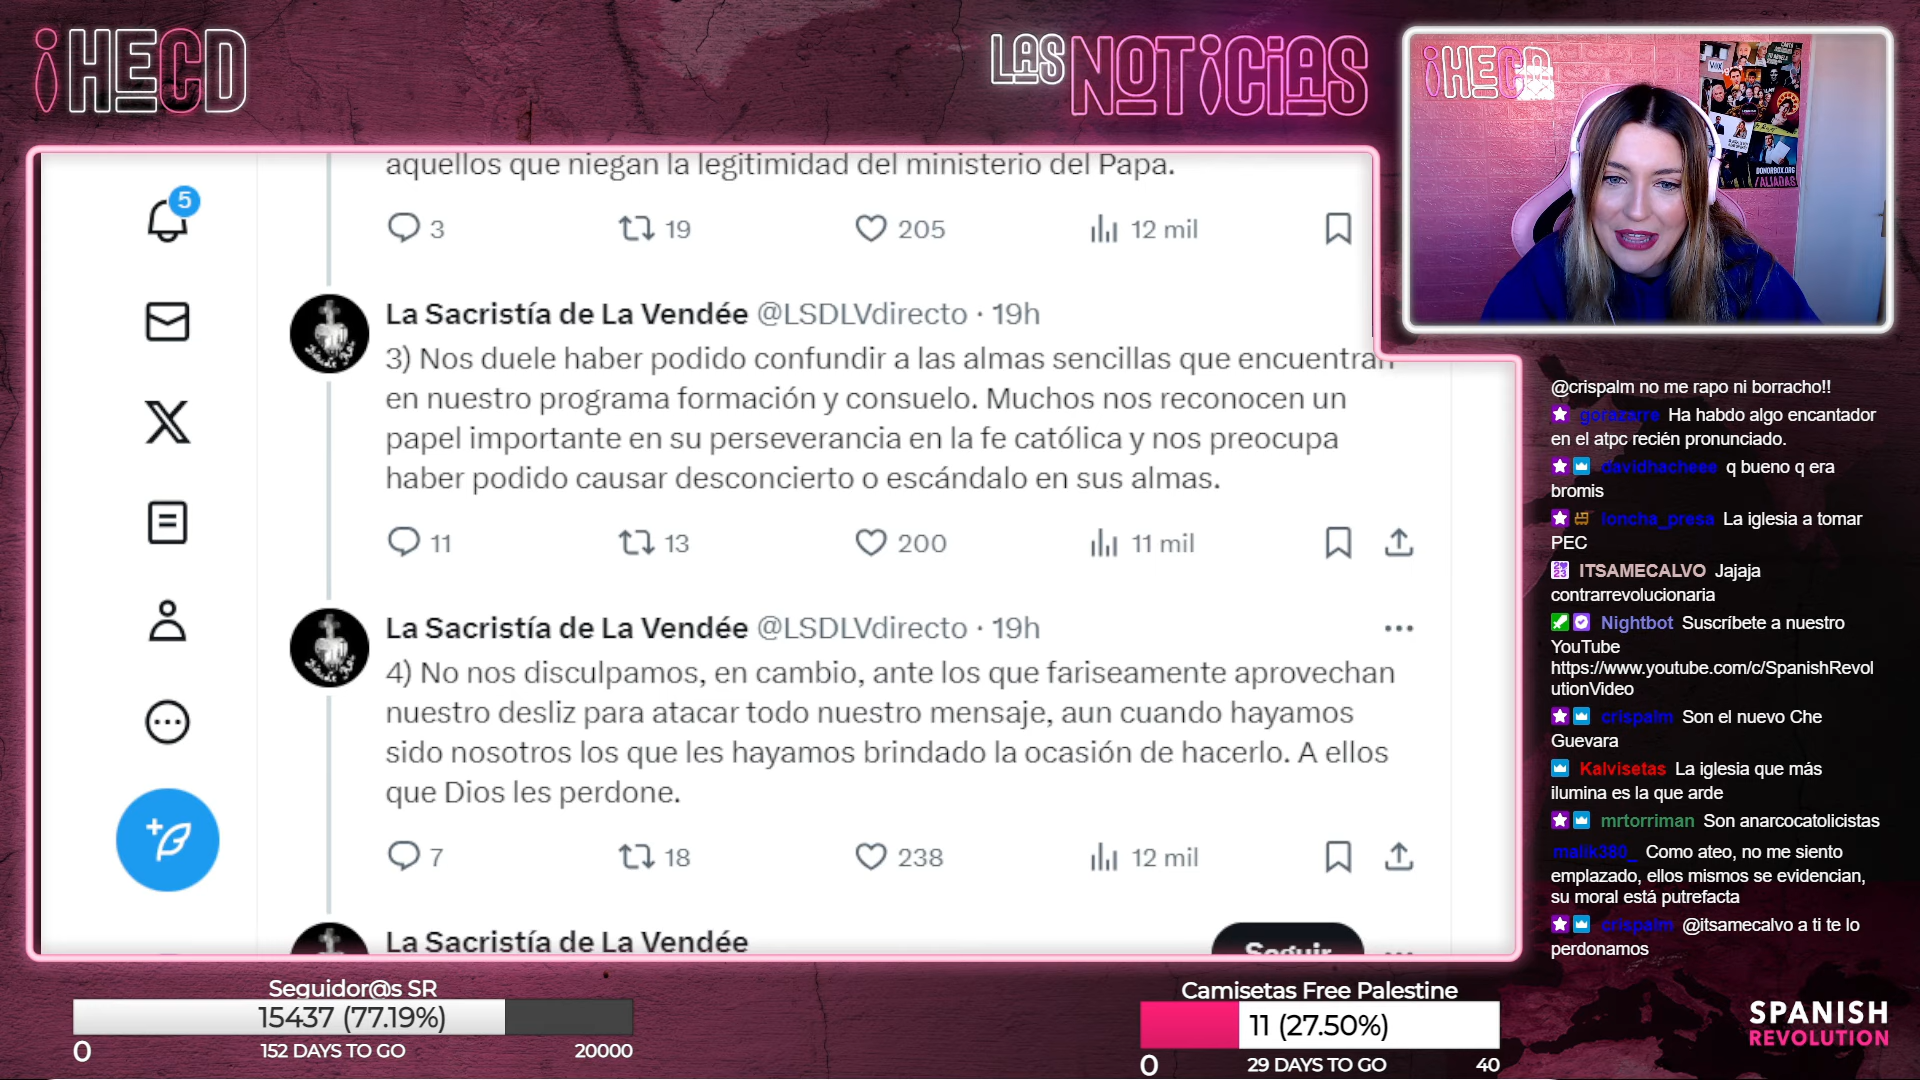 ¡HECD
LAS NOTICIAS
¡HECD
VOX
DONORBOX.ORG
/ALIADAS
5
aquellos que niegan la legitimidad del ministerio del Papa.
3 19 205 12 mil
La Sacristía de La Vendée @LSDLVdirecto · 19h
3) Nos duele haber podido confundir a las almas sencillas que encuentran
en nuestro programa formación y consuelo. Muchos nos reconocen un
papel importante en su perseverancia en la fe católica y nos preocupa
haber podido causar desconcierto o escándalo en sus almas.
11 13 200 11 mil
La Sacristía de La Vendée @LSDLVdirecto · 19h
4) No nos disculpamos, en cambio, ante los que fariseamente aprovechan
nuestro desliz para atacar todo nuestro mensaje, aun cuando hayamos
sido nosotros los que les hayamos brindado la ocasión de hacerlo. A ellos
que Dios les perdone.
7 18 238 12 mil
La Sacristía de La Vendée
Seguir
@crispalm no me rapo ni borracho!!
gorazarre Ha habdo algo encantador
en el atpc recién pronunciado.
davidhacheee q bueno q era
bromis
loncha_presa La iglesia a tomar
PEC
ITSAMECALVO Jajaja
contrarrevolucionaria
Nightbot Suscríbete a nuestro
YouTube
https://www.youtube.com/c/SpanishRevol
utionVideo
crispalm Son el nuevo Che
Guevara
Kalvisetas La iglesia que más
ilumina es la que arde
mrtorriman Son anarcocatolicistas
malik380_ Como ateo, no me siento
emplazado, ellos mismos se evidencian,
su moral está putrefacta
crispalm @itsamecalvo a ti te lo
perdonamos
Seguidor@s SR
15437 (77.19%)
0 152 DAYS TO GO 20000
Camisetas Free Palestine
11 (27.50%)
0 29 DAYS TO GO 40
SPANISH
REVOLUTION